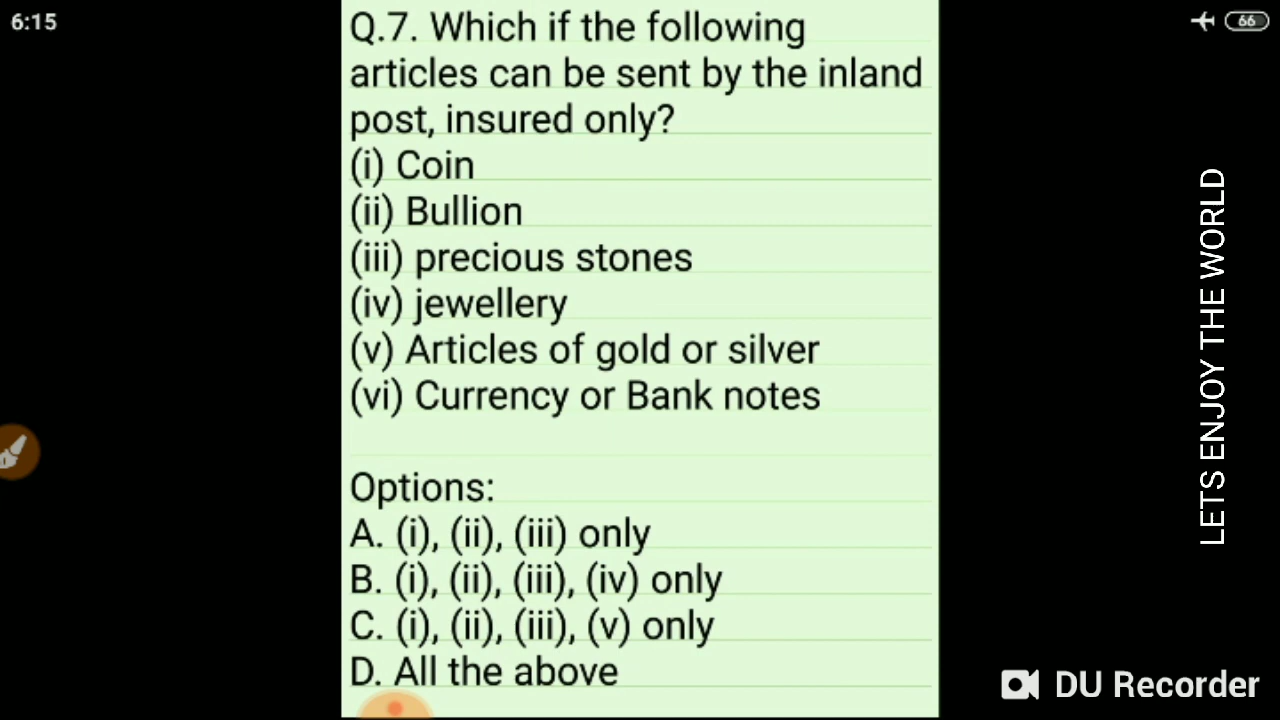 6:15
66
Q.7. Which if the following
articles can be sent by the inland
post, insured only?
(i) Coin
(ii) Bullion
(iii) precious stones
(iv) jewellery
(v) Articles of gold or silver
(vi) Currency or Bank notes
Options:
A. (i), (ii), (iii) only
B. (i), (ii), (iii), (iv) only
C. (i), (ii), (iii), (v) only
D. All the above
LETS ENJOY THE WORLD
DU Recorder